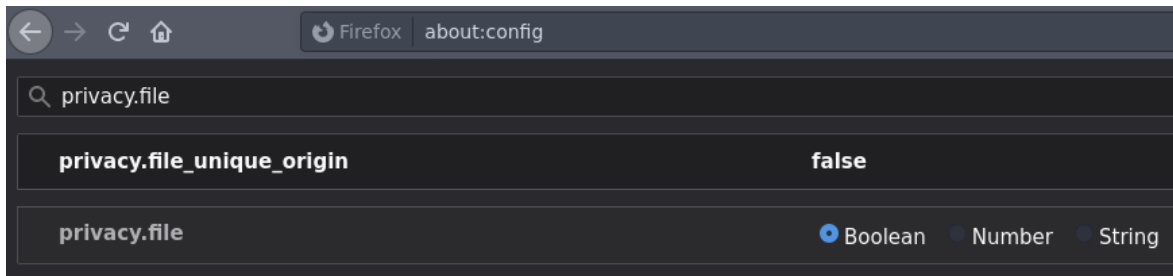 Firefox about:config
privacy.file
privacy.file_unique_origin false
privacy.file Boolean Number String